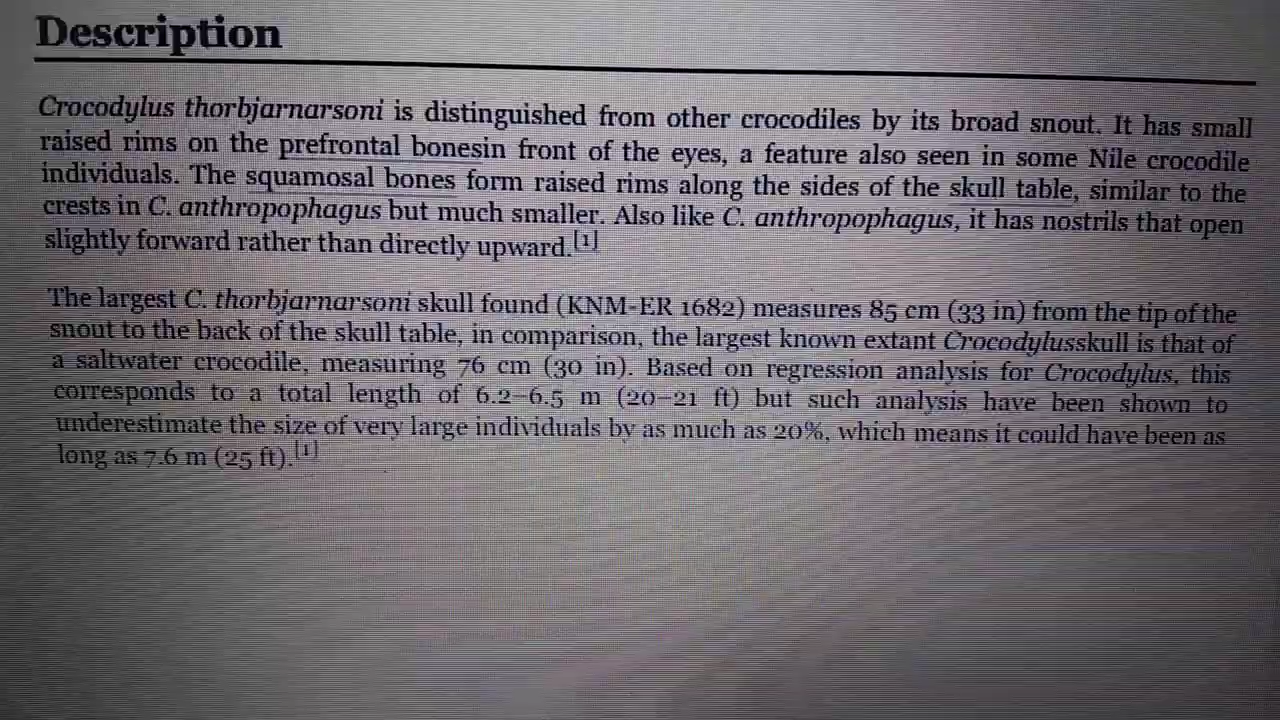 Description
Crocodylus thorbjarnarsoni is distinguished from other crocodiles by its broad snout. It has small
raised rims on the prefrontal bonesin front of the eyes, a feature also seen in some Nile crocodile
individuals. The squamosal bones form raised rims along the sides of the skull table, similar to the
crests in C. anthropophagus but much smaller. Also like C. anthropophagus, it has nostrils that open
slightly forward rather than directly upward.[1]
The largest C. thorbjarnarsoni skull found (KNM-ER 1682) measures 85 cm (33 in) from the tip of the
snout to the back of the skull table, in comparison, the largest known extant Crocodylusskull is that of
a saltwater crocodile, measuring 76 cm (30 in). Based on regression analysis for Crocodylus, this
corresponds to a total length of 6.2–6.5 m (20–21 ft) but such analysis have been shown to
underestimate the size of very large individuals by as much as 20%, which means it could have been as
long as 7.6 m (25 ft).[1]